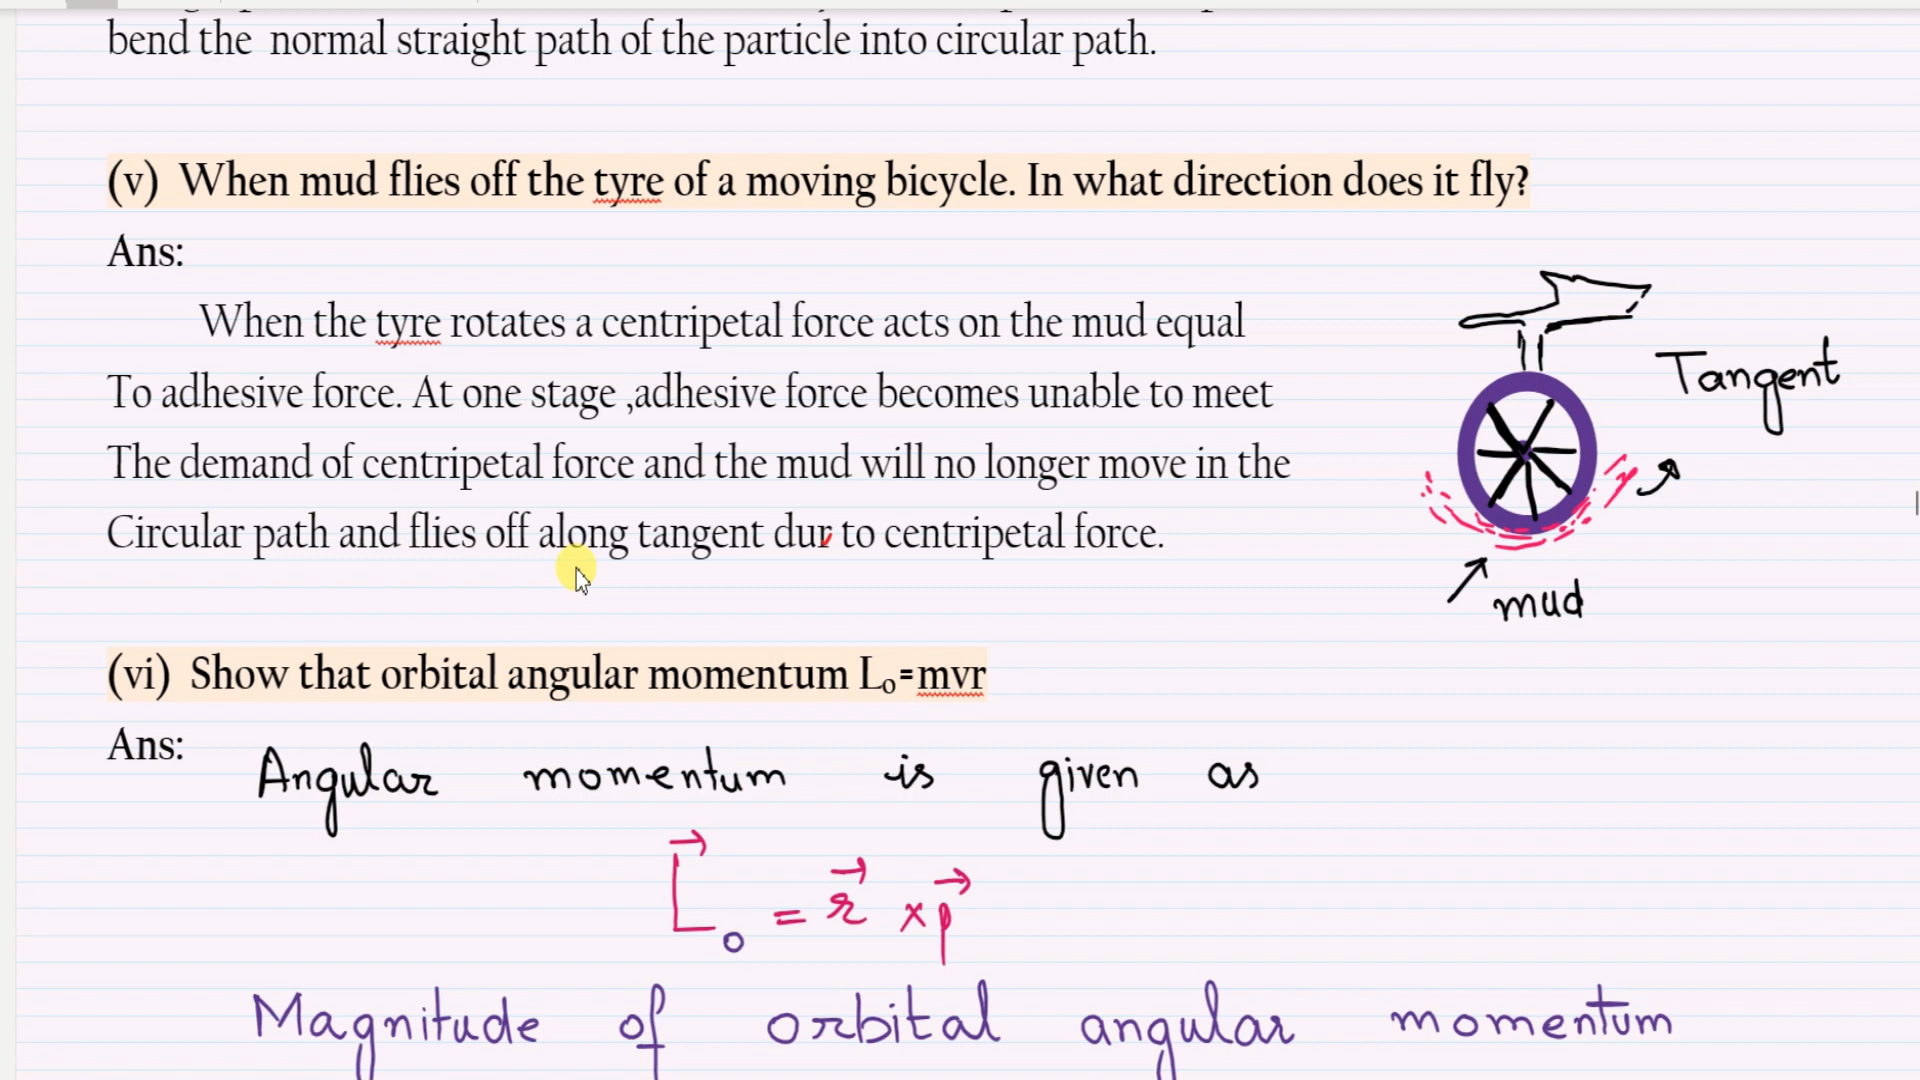 bend the normal straight path of the particle into circular path.
(v) When mud flies off the tyre of a moving bicycle. In what direction does it fly?
Ans:
When the tyre rotates a centripetal force acts on the mud equal
To adhesive force. At one stage ,adhesive force becomes unable to meet
The demand of centripetal force and the mud will no longer move in the
Circular path and flies off along tangent dur to centripetal force.
Tangent
mud
(vi) Show that orbital angular momentum L₀=mvr
Ans:
Angular momentum is given as
L⃗₀ = r⃗ × p⃗
Magnitude of orbital angular momentum